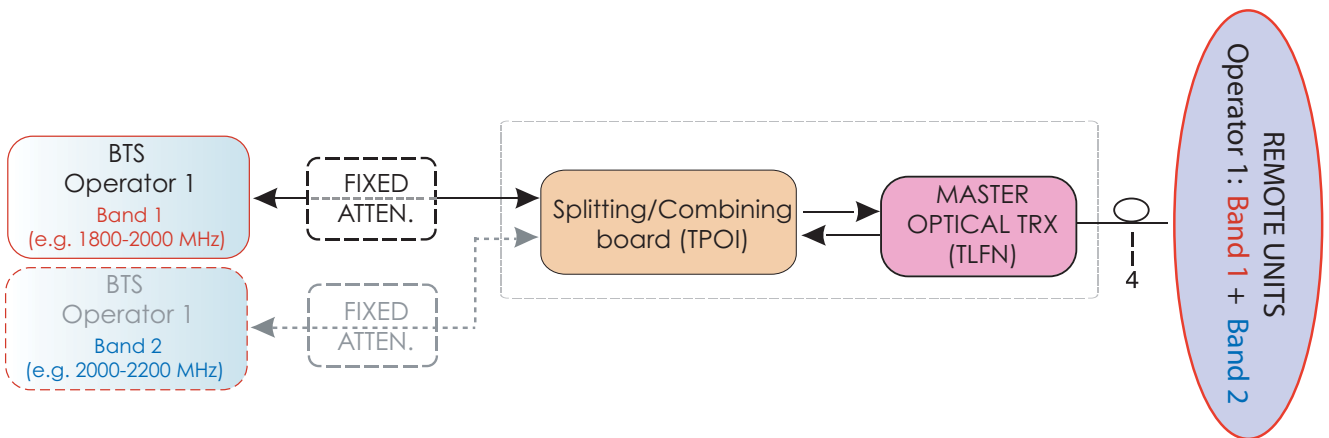 BTS
Operator 1
Band 1
(e.g. 1800-2000 MHz)
BTS
Operator 1
Band 2
(e.g. 2000-2200 MHz)
FIXED
ATTEN.
FIXED
ATTEN.
Splitting/Combining
board (TPOI)
MASTER
OPTICAL TRX
(TLFN)
4
REMOTE UNITS
Operator 1: Band 1 + Band 2